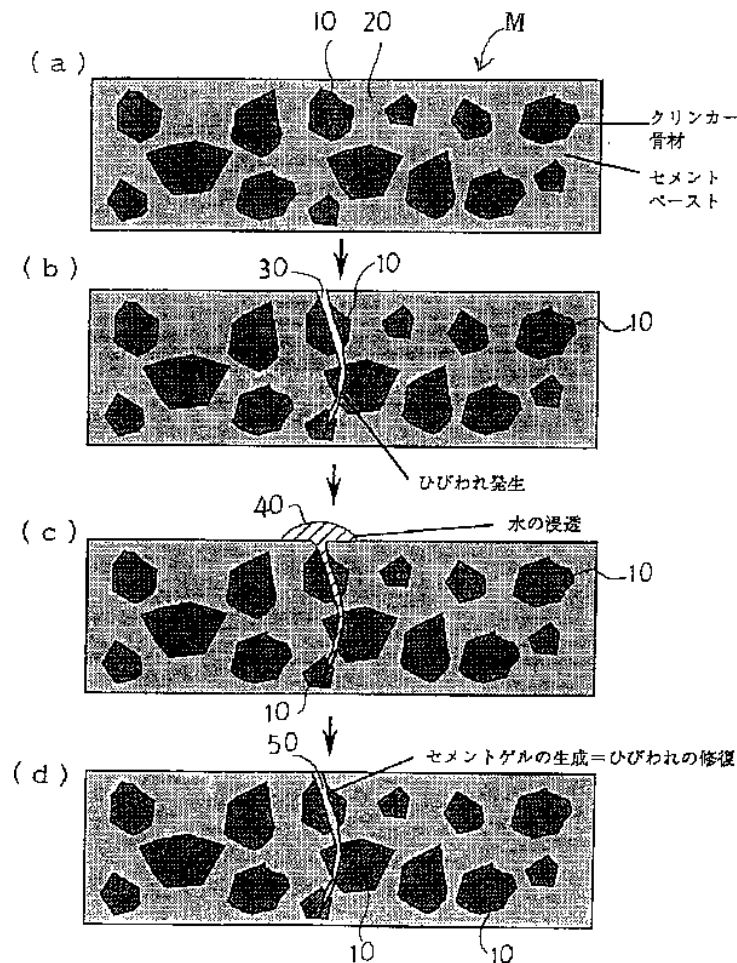 10 20 M
(a)
クリンカー
骨材
セメント
ペースト
(b)
30 10
10
ひびわれ発生
(c)
40
水の浸透
10
10
(d)
50
セメントゲルの生成＝ひびわれの修復
10
10